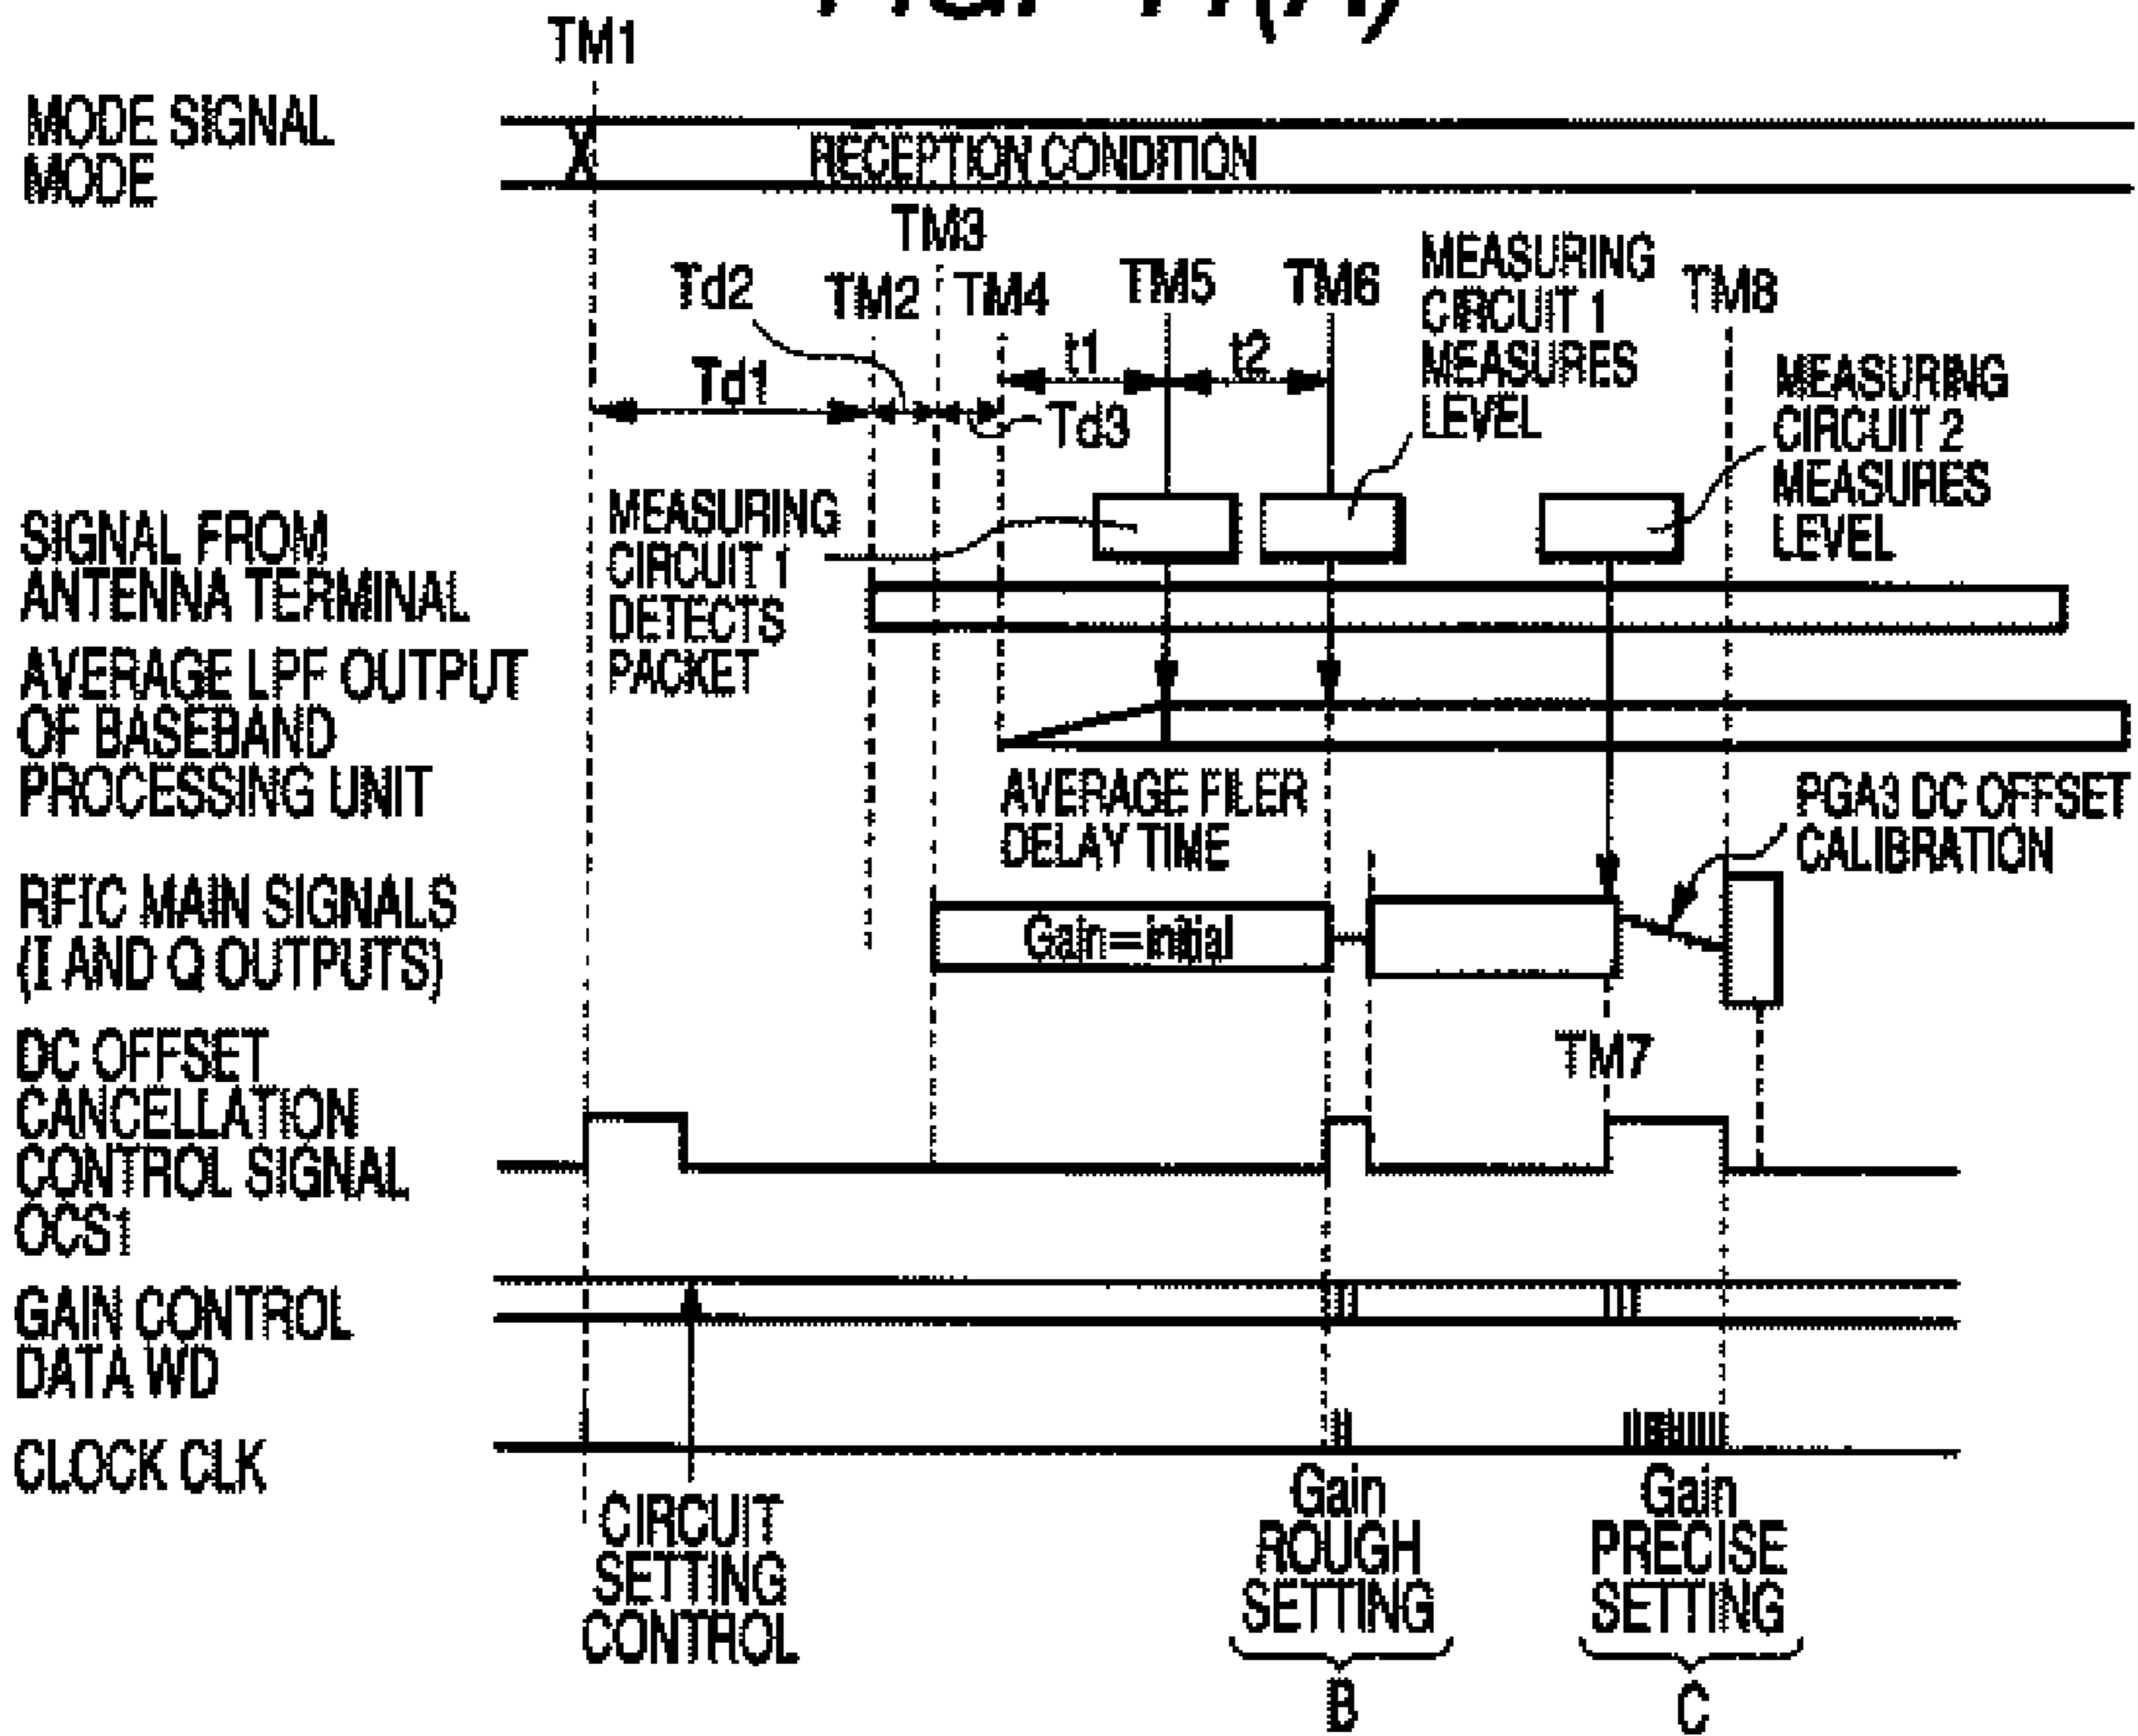 TM1
MODE SIGNAL
MODE
RECEPTION CONDITION
TM3
Td2
TM2
TM4
TM5
TM6
MEASURING
CIRCUIT 1
MEASURES
LEVEL
TM8
t1
t2
Td1
Td3
MEASURING
CIRCUIT 2
MEASURES
LEVEL
MEASURING
CIRCUIT 1
DETECTS
PACKET
SIGNAL FROM
ANTENNA TERMINAL
AVERAGE LPF OUTPUT
OF BASEBAND
PROCESSING UNIT
AVERAGE FILER
DELAY TIME
PGA3 DC OFFSET
CALIBRATION
RFIC MAIN SIGNALS
(I AND Q OUTPUTS)
Gain=initial
TM7
DC OFFSET
CANCELLATION
CONTROL SIGNAL
OCS1
GAIN CONTROL
DATA WD
CLOCK CLK
CIRCUIT
SETTING
CONTROL
Gain
ROUGH
SETTING
B
Gain
PRECISE
SETTING
C